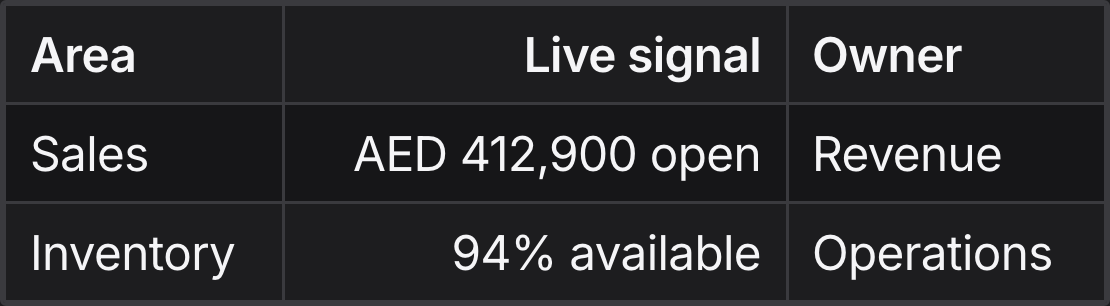 Area Live signal Owner
Sales AED 412,900 open Revenue
Inventory 94% available Operations